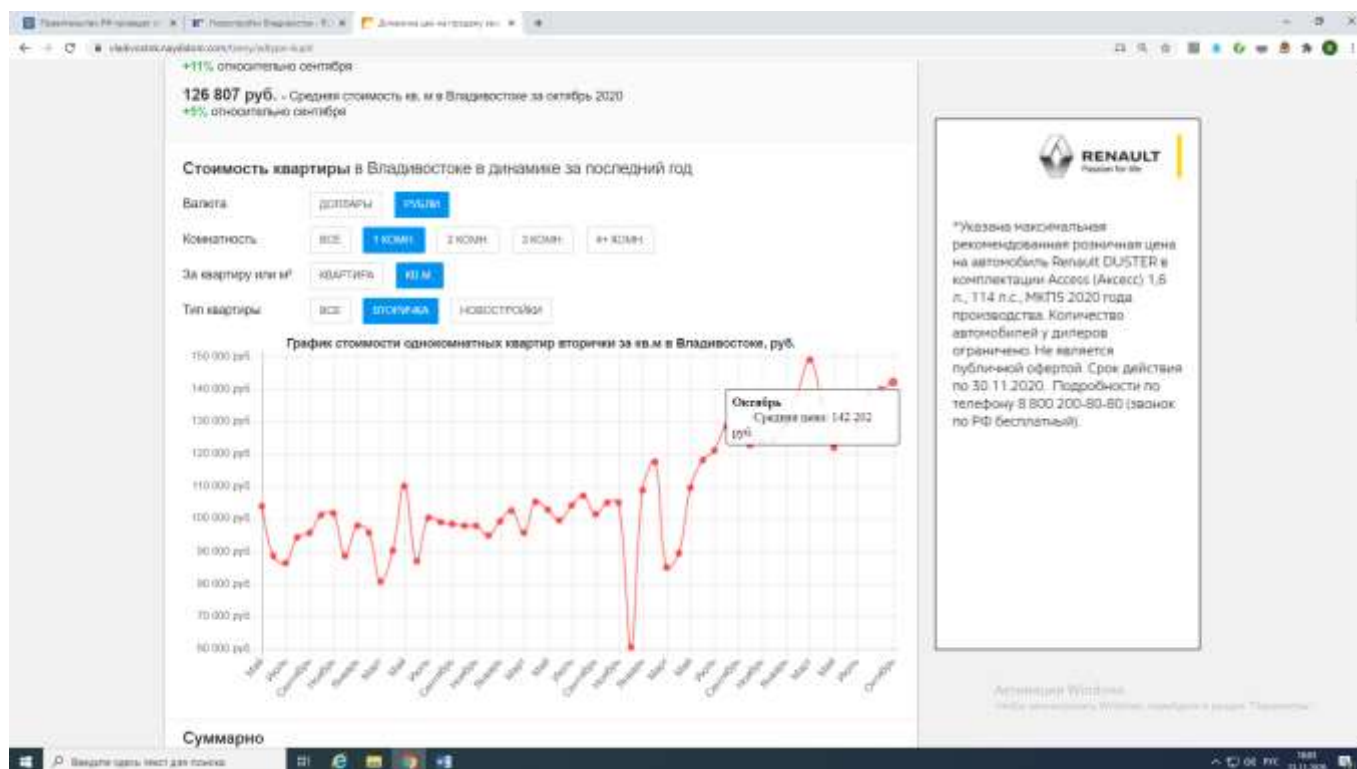 +11% относительно сентября
126 807 руб. - Средняя стоимость кв. м в Владивостоке за октябрь 2020
+5% относительно сентября
Стоимость квартиры в Владивостоке в динамике за последний год
Валюта ДОЛЛАРЫ РУБЛИ
Комнатность ВСЕ 1 КОМН. 2 КОМН. 3 КОМН. 4+ КОМН.
За квартиру или м² КВАРТИРА КВ.М
Тип квартиры ВСЕ ВТОРИЧКА НОВОСТРОЙКИ
График стоимости однокомнатных квартир вторички за кв.м в Владивостоке, руб.
150 000 руб.
140 000 руб.
130 000 руб.
120 000 руб.
110 000 руб.
100 000 руб.
90 000 руб.
80 000 руб.
70 000 руб.
60 000 руб.
Октябрь
Средняя цена: 142 202
руб.
Май Июль Сентябрь Ноябрь Январь Март Май Июль Сентябрь Ноябрь Январь Март Май Июль Сентябрь Ноябрь Январь Март Май Июль Сентябрь Ноябрь Январь Март Май Июль Октябрь
Суммарно
RENAULT
Passion for life
*Указана максимальная
рекомендованная розничная цена
на автомобиль Renault DUSTER в
комплектации Access (Аксесс) 1,6
л., 114 л.с., МКП5 2020 года
производства. Количество
автомобилей у дилеров
ограничено. Не является
публичной офертой. Срок действия
по 30.11.2020. Подробности по
телефону 8 800 200-80-80 (звонок
по РФ бесплатный).
Активация Windows
Введите здесь текст для поиска
РУС